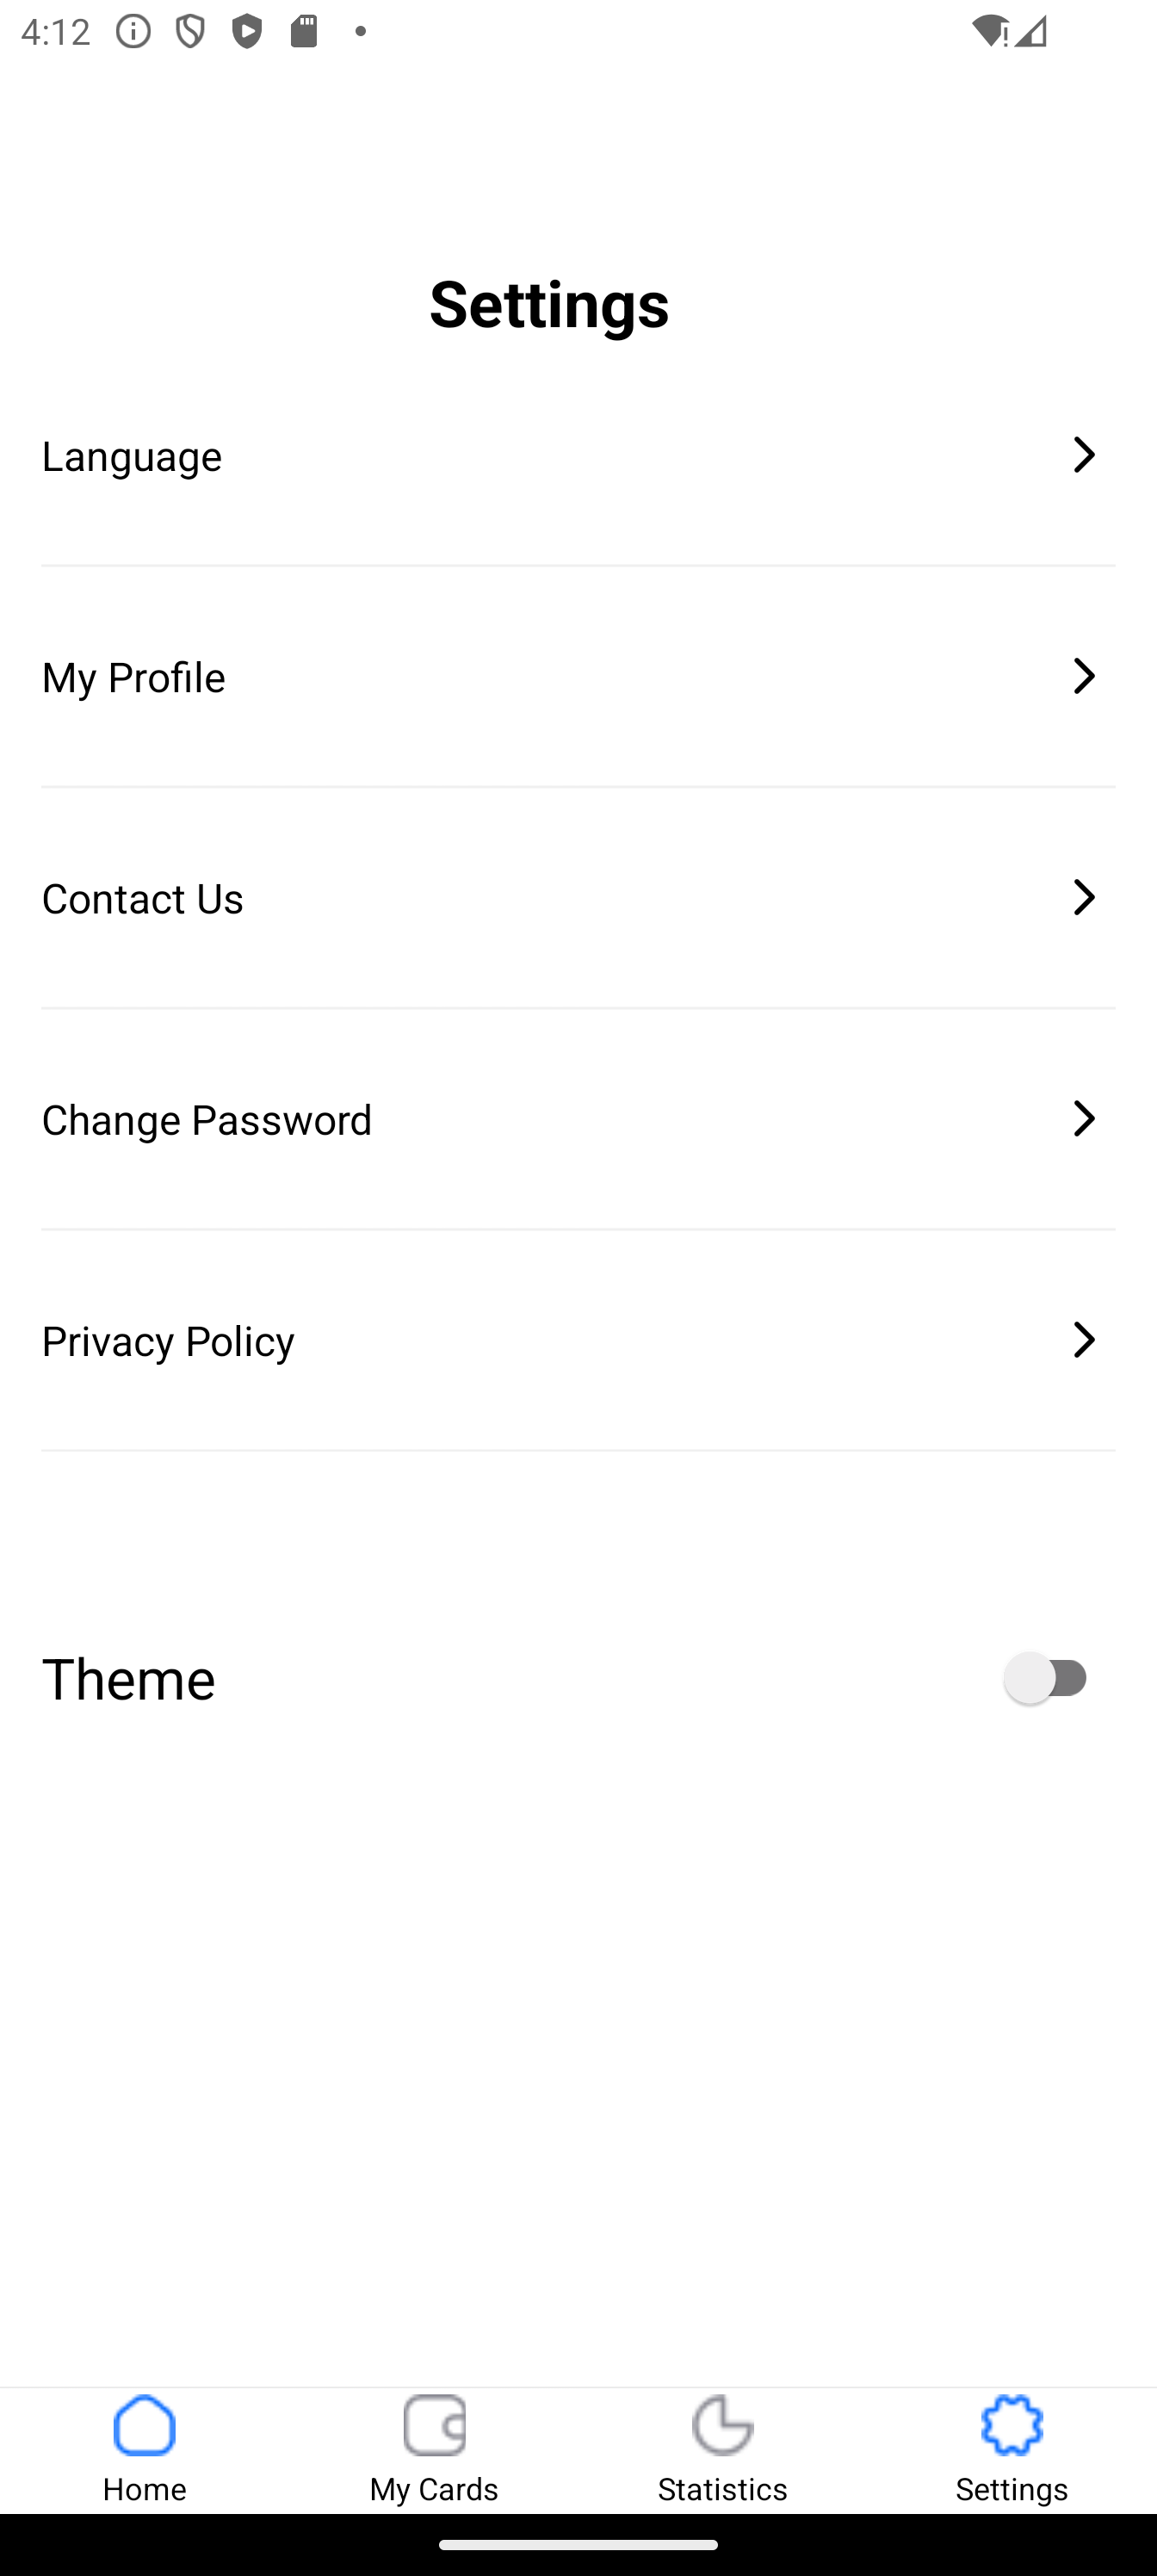 4:12
Settings
Language
My Profile
Contact Us
Change Password
Privacy Policy
Theme
Home
My Cards
Statistics
Settings